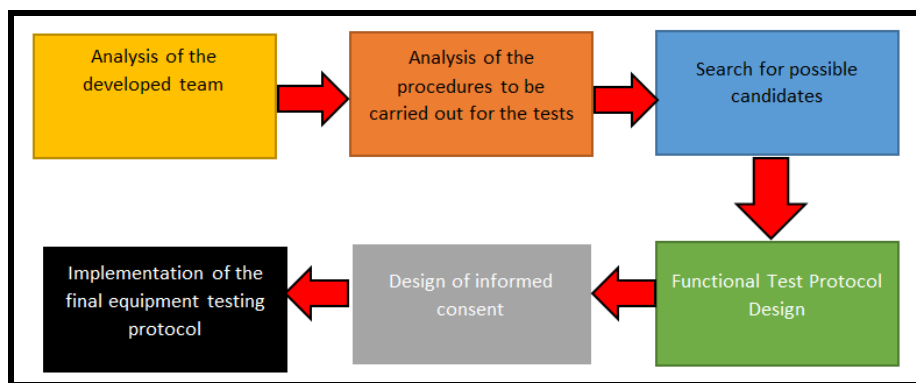 Analysis of the
developed team
Analysis of the
procedures to be
carried out for the tests
Search for possible
candidates
Functional Test Protocol
Design
Design of informed
consent
Implementation of the
final equipment testing
protocol